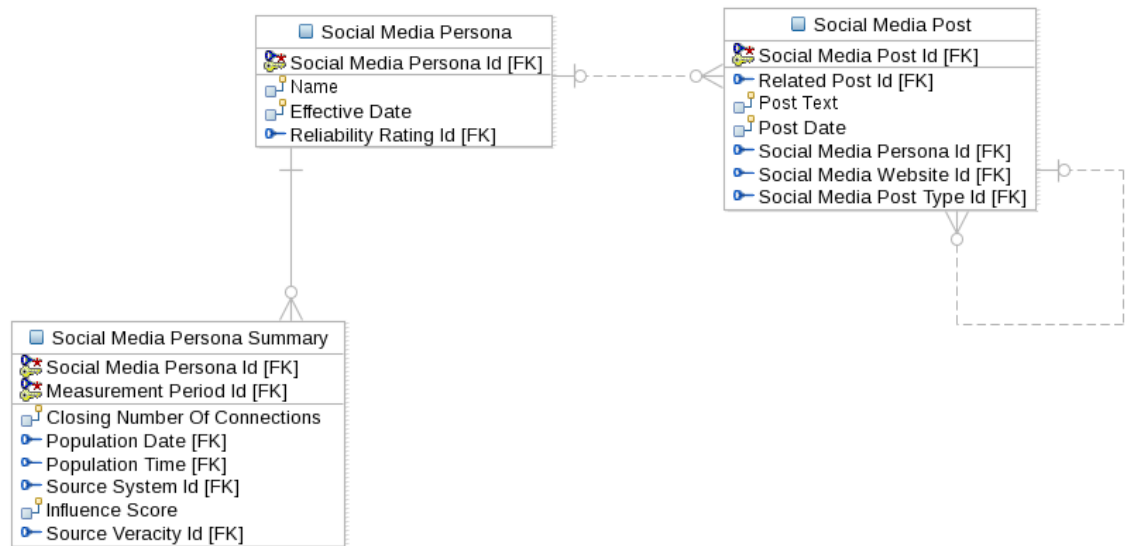 Social Media Persona
Social Media Persona Id [FK]
Name
Effective Date
Reliability Rating Id [FK]
Social Media Post
Social Media Post Id [FK]
Related Post Id [FK]
Post Text
Post Date
Social Media Persona Id [FK]
Social Media Website Id [FK]
Social Media Post Type Id [FK]
Social Media Persona Summary
Social Media Persona Id [FK]
Measurement Period Id [FK]
Closing Number Of Connections
Population Date [FK]
Population Time [FK]
Source System Id [FK]
Influence Score
Source Veracity Id [FK]